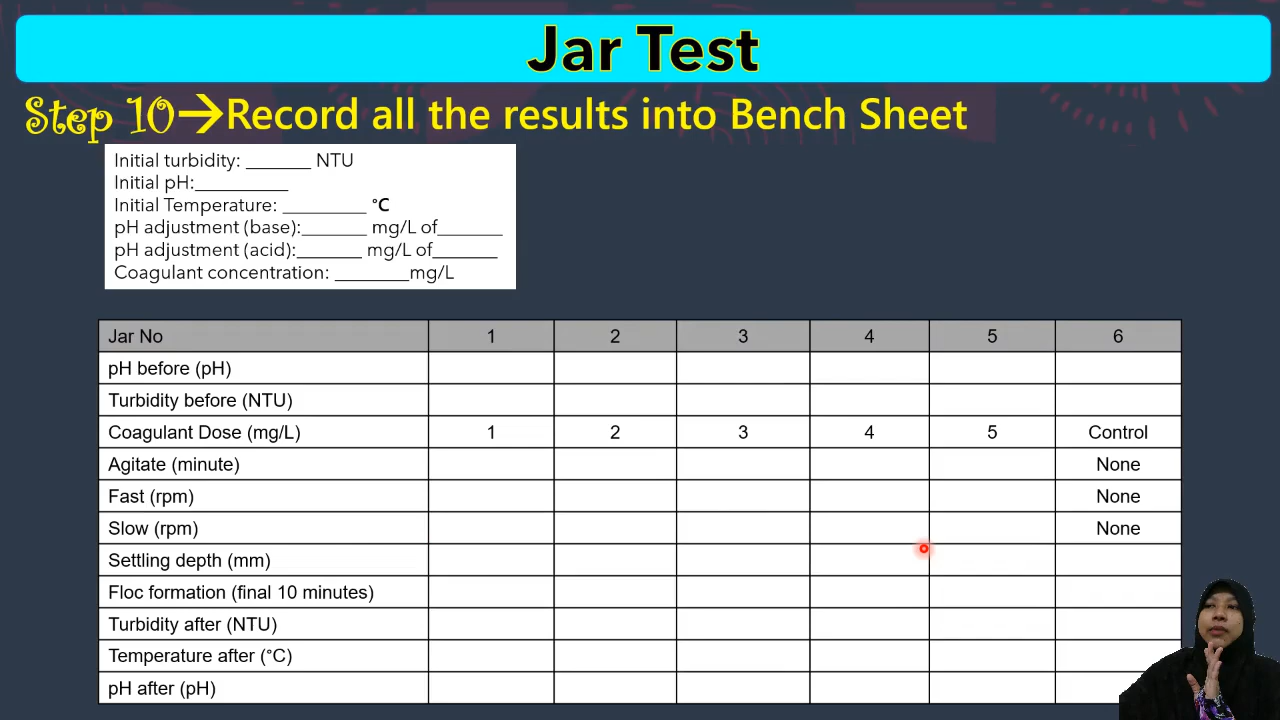 Jar Test
Step 10→Record all the results into Bench Sheet
Initial turbidity: _______ NTU
Initial pH:__________
Initial Temperature: _________ °C
pH adjustment (base):_______ mg/L of_______
pH adjustment (acid):_______ mg/L of_______
Coagulant concentration: ________mg/L
Jar No 1 2 3 4 5 6
pH before (pH)
Turbidity before (NTU)
Coagulant Dose (mg/L) 1 2 3 4 5 Control
Agitate (minute) None
Fast (rpm) None
Slow (rpm) None
Settling depth (mm)
Floc formation (final 10 minutes)
Turbidity after (NTU)
Temperature after (°C)
pH after (pH)